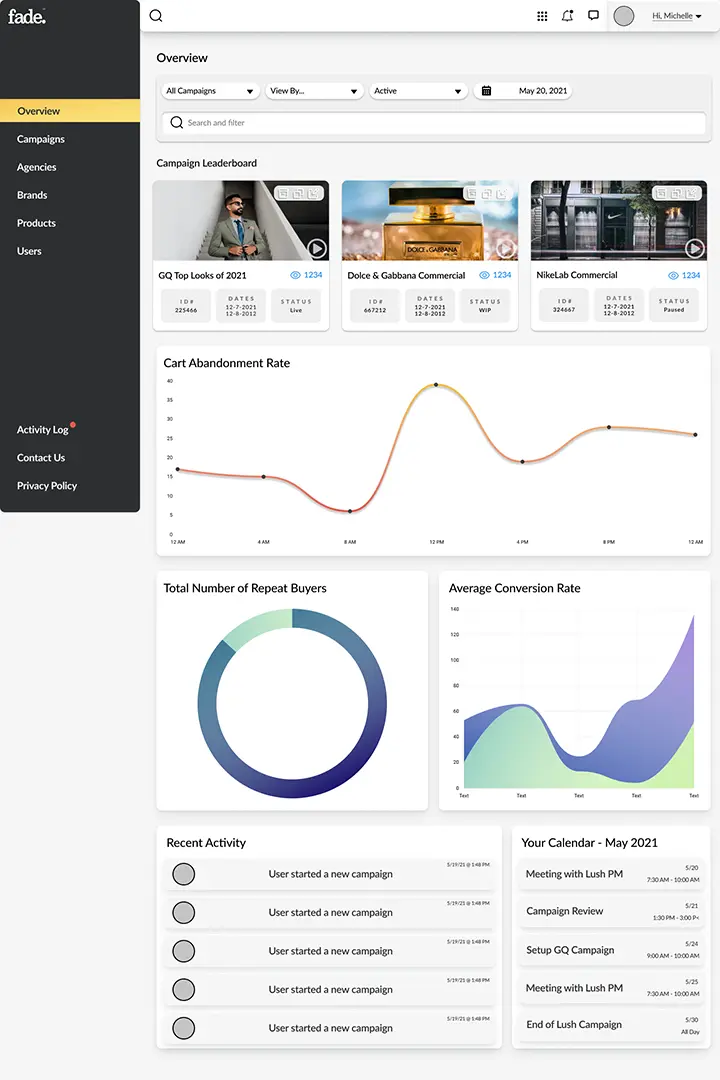 fade.
Hi, Michelle
Overview
Campaigns
Agencies
Brands
Products
Users
Activity Log
Contact Us
Privacy Policy
Overview
All Campaigns
View By...
Active
May 20, 2021
Search and filter
Campaign Leaderboard
DOLCE & GABBANA
GQ Top Looks of 2021 1234
ID# DATES STATUS
225466 12-7-2021 12-8-2012 Live
Dolce & Gabbana Commercial 1234
ID# DATES STATUS
667212 12-7-2021 12-8-2012 WIP
NikeLab Commercial 1234
ID# DATES STATUS
324667 12-7-2021 12-8-2012 Paused
Cart Abandonment Rate
40
35
30
25
20
15
10
5
0
12 AM 4 AM 8 AM 12 PM 4 PM 8 PM 12 AM
Total Number of Repeat Buyers
Average Conversion Rate
140
120
100
80
60
40
20
0
Text Text Text Text Text
Recent Activity
User started a new campaign 5/19/21 @ 1:48 PM
User started a new campaign 5/19/21 @ 1:48 PM
User started a new campaign 5/19/21 @ 1:48 PM
User started a new campaign 5/19/21 @ 1:48 PM
User started a new campaign 5/19/21 @ 1:48 PM
Your Calendar - May 2021
Meeting with Lush PM 5/20
7:30 AM - 10:00 AM
Campaign Review 5/21
1:30 PM - 3:00 P
Setup GQ Campaign 5/24
9:00 AM - 10:00 AM
Meeting with Lush PM 5/25
7:30 AM - 10:00 AM
End of Lush Campaign 5/30
All Day